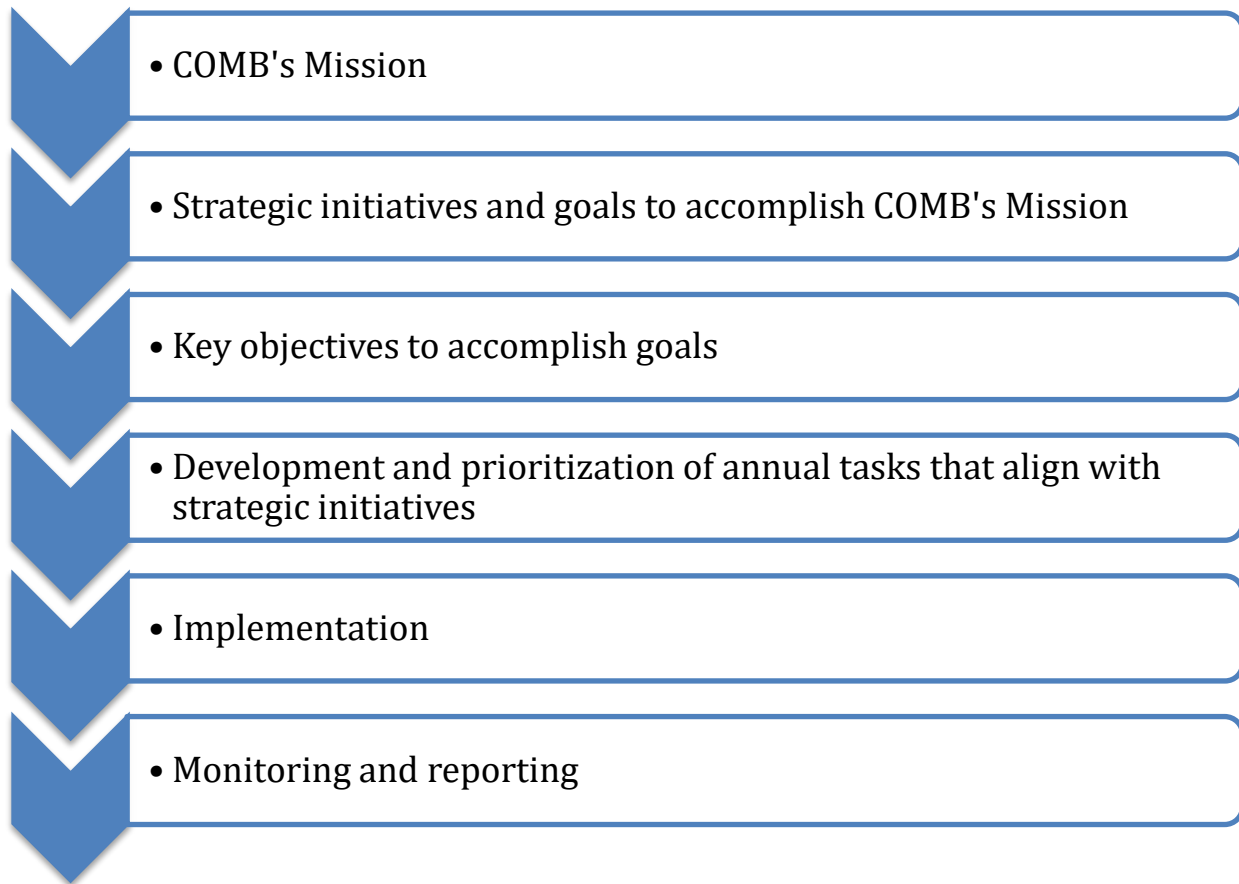 • COMB's Mission
• Strategic initiatives and goals to accomplish COMB's Mission
• Key objectives to accomplish goals
• Development and prioritization of annual tasks that align with
strategic initiatives
• Implementation
• Monitoring and reporting